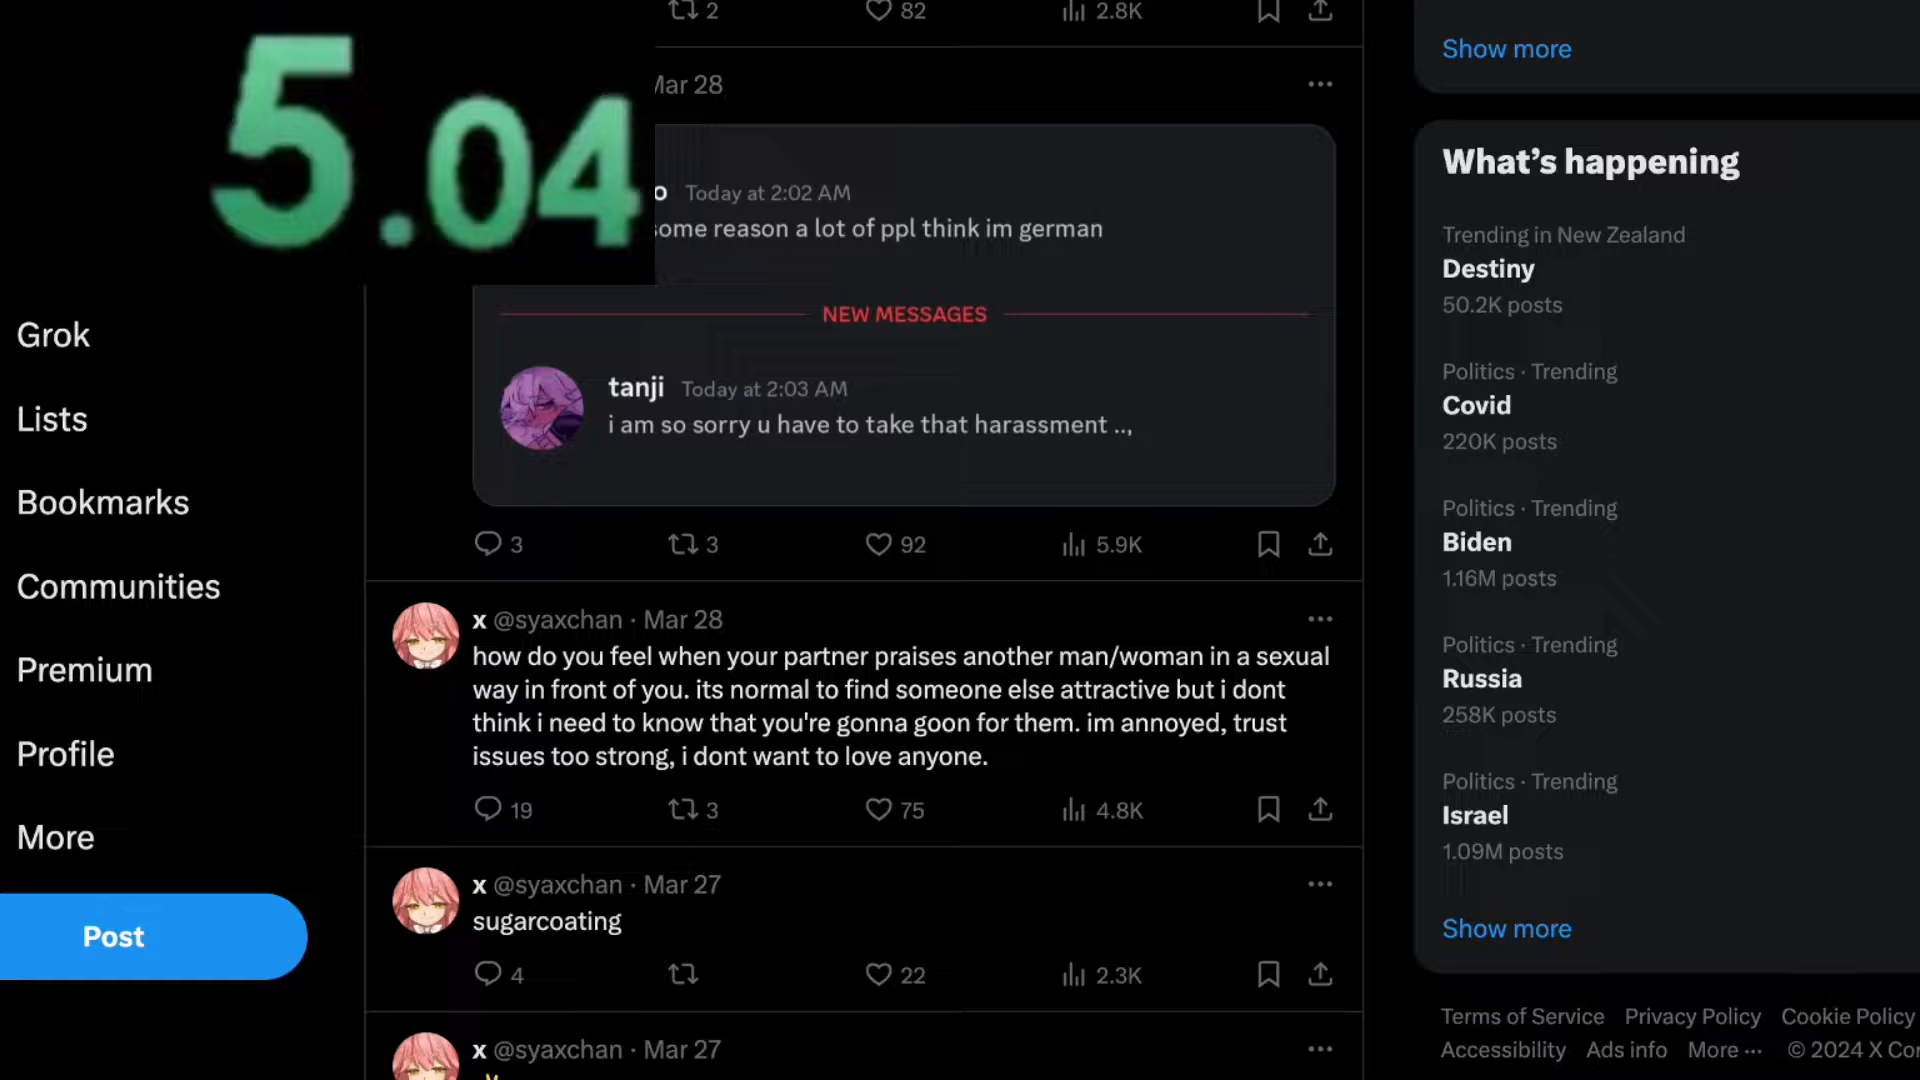 5.04
2 82 2.8K
Mar 28
Today at 2:02 AM
some reason a lot of ppl think im german
NEW MESSAGES
tanji Today at 2:03 AM
i am so sorry u have to take that harassment ..,
3 3 92 5.9K
x @syaxchan · Mar 28
how do you feel when your partner praises another man/woman in a sexual
way in front of you. its normal to find someone else attractive but i dont
think i need to know that you're gonna goon for them. im annoyed, trust
issues too strong, i dont want to love anyone.
19 3 75 4.8K
x @syaxchan · Mar 27
sugarcoating
4 22 2.3K
x @syaxchan · Mar 27
Grok
Lists
Bookmarks
Communities
Premium
Profile
More
Post
Show more
What's happening
Trending in New Zealand
Destiny
50.2K posts
Politics · Trending
Covid
220K posts
Politics · Trending
Biden
1.16M posts
Politics · Trending
Russia
258K posts
Politics · Trending
Israel
1.09M posts
Show more
Terms of Service Privacy Policy Cookie Policy
Accessibility Ads info More ··· © 2024 X